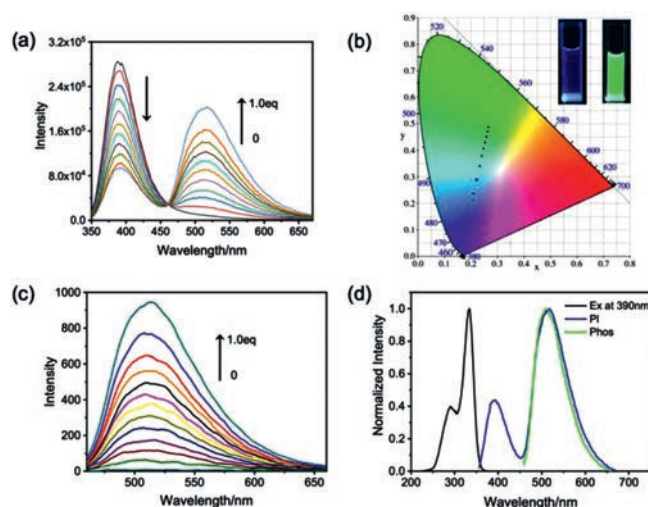 (a)
3.2x10⁵
2.4x10⁵
1.6x10⁵
8.0x10⁴
0.0
Intensity
350 400 450 500 550 600 650
Wavelength/nm
1.0eq
0
(b)
0.9
0.8
0.7
0.6
0.5
y
0.4
0.3
0.2
0.1
0.0
0.0 0.1 0.2 0.3 0.4 0.5 0.6 0.7 0.8
x
520
540
560
580
600
620
700
500
490
480
470
460
(c)
1000
800
600
400
200
0
Intensity
500 550 600 650
Wavelength/nm
1.0eq
0
(d)
1.0
0.8
0.6
0.4
0.2
0.0
Normalized Intensity
200 300 400 500 600 700
Wavelength/nm
Ex at 390nm
Pl
Phos